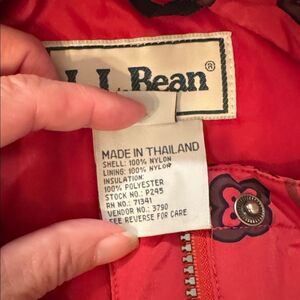 L.L.Bean
®
MADE IN THAILAND
SHELL: 100% NYLON
LINING: 100% NYLON
INSULATION:
100% POLYESTER
STOCK NO.: P245
RN NO.: 71341
VENDOR NO.: 3790
SEE REVERSE FOR CARE